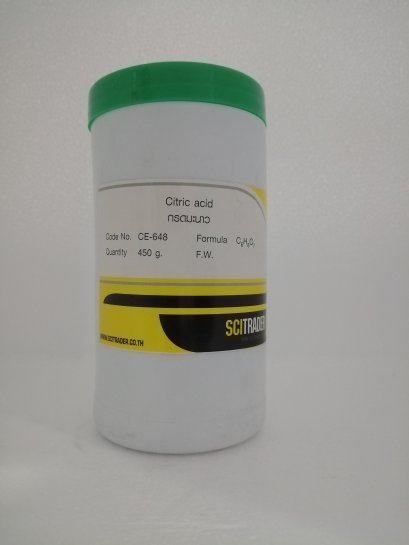 Citric acid
กรดมะนาว
Code No. CE-648 Formula C₆H₈O₇
Quantity 450 g. F.W.
SCITRADER
WWW.SCITRADER.CO.TH